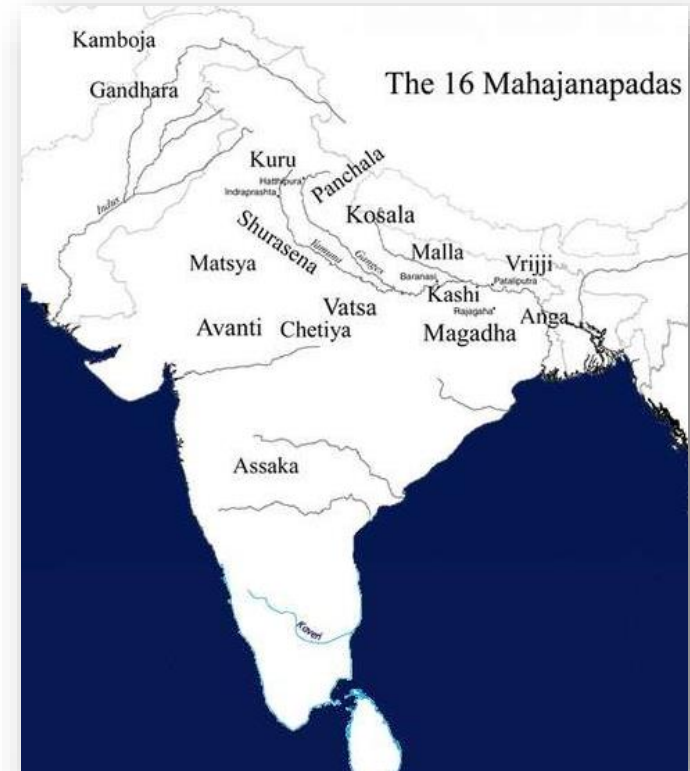 Kamboja
The 16 Mahajanapadas
Gandhara
Kuru
Panchala
Hatthipura
Indraprashta
Indus
Kosala
Shurasena
Yamuna
Ganges
Malla
Vrijji
Matsya
Baranasi
Pataliputra
Kashi
Vatsa
Rajagaha
Anga
Avanti
Chetiya
Magadha
Assaka
Kaveri